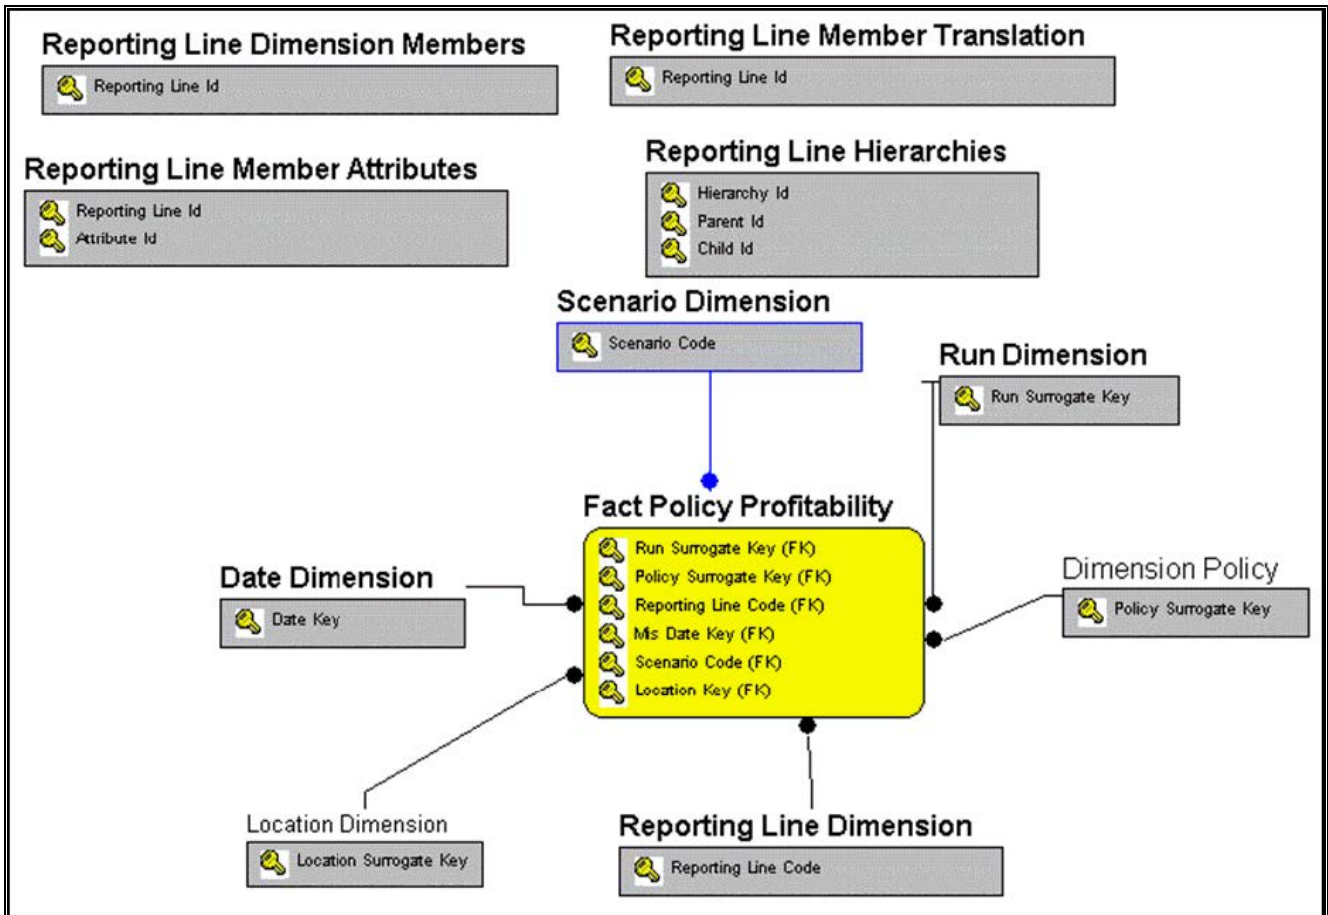 Reporting Line Dimension Members
Reporting Line Id
Reporting Line Member Translation
Reporting Line Id
Reporting Line Member Attributes
Reporting Line Id
Attribute Id
Reporting Line Hierarchies
Hierarchy Id
Parent Id
Child Id
Scenario Dimension
Scenario Code
Run Dimension
Run Surrogate Key
Fact Policy Profitability
Run Surrogate Key (FK)
Policy Surrogate Key (FK)
Reporting Line Code (FK)
Mis Date Key (FK)
Scenario Code (FK)
Location Key (FK)
Date Dimension
Date Key
Dimension Policy
Policy Surrogate Key
Location Dimension
Location Surrogate Key
Reporting Line Dimension
Reporting Line Code